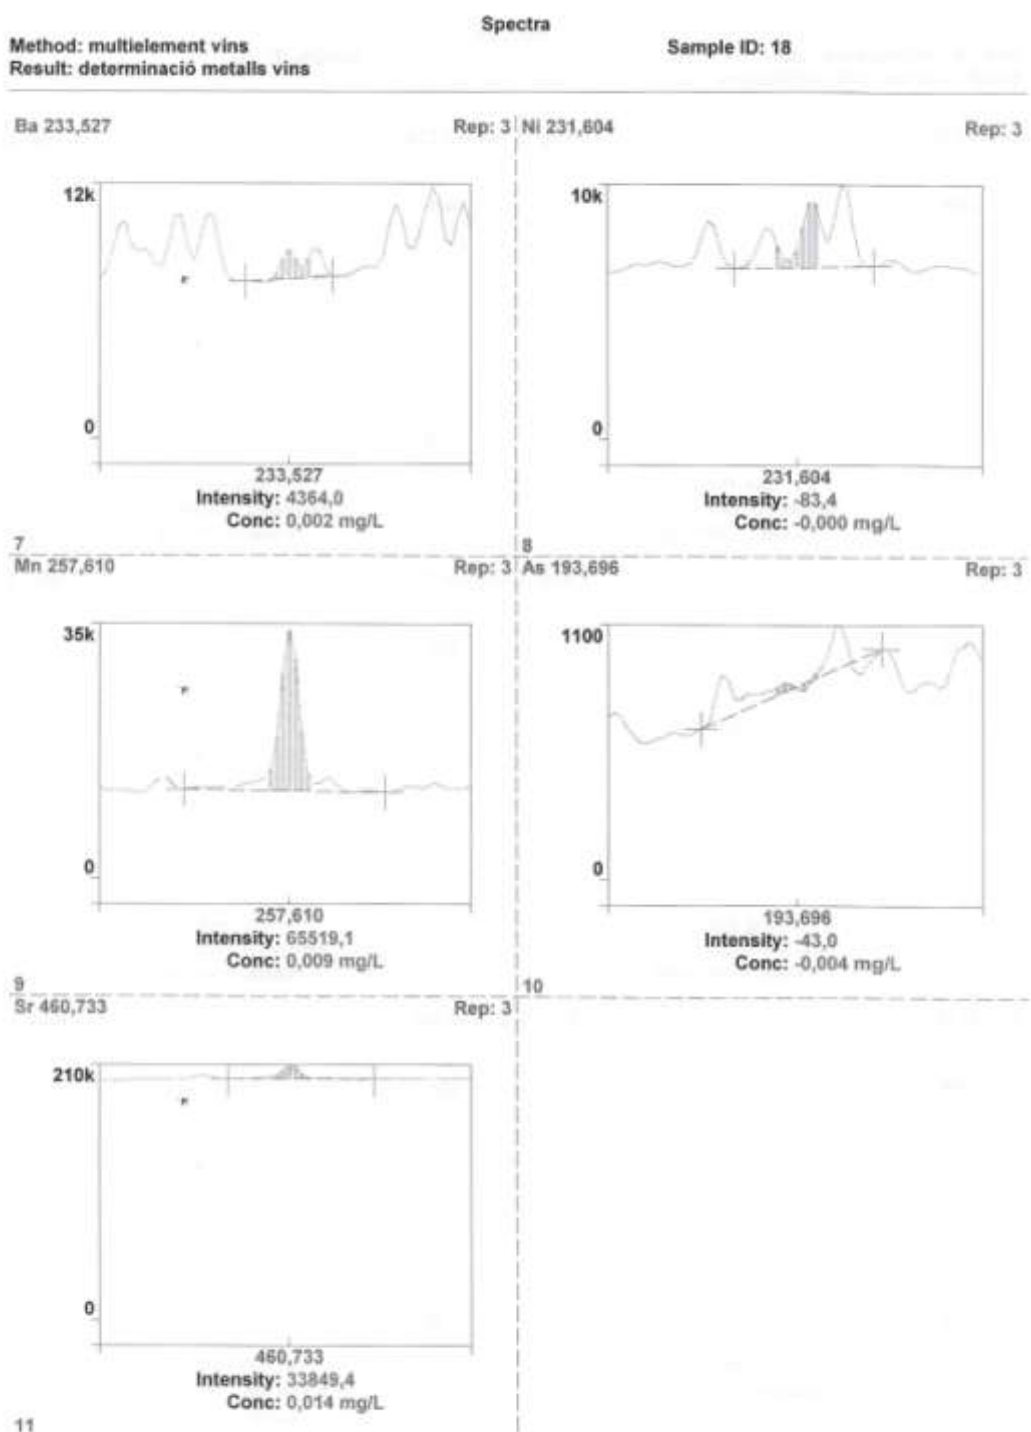 Spectra
Method: multielement vins
Sample ID: 18
Result: determinació metalls vins
Ba 233,527 Rep: 3
12k
0
233,527
Intensity: 4364,0
Conc: 0,002 mg/L
7
Ni 231,604 Rep: 3
10k
0
231,604
Intensity: -83,4
Conc: -0,000 mg/L
8
Mn 257,610 Rep: 3
35k
P
0
257,610
Intensity: 65519,1
Conc: 0,009 mg/L
9
As 193,696 Rep: 3
1100
0
193,696
Intensity: -43,0
Conc: -0,004 mg/L
10
Sr 460,733 Rep: 3
210k
0
460,733
Intensity: 33849,4
Conc: 0,014 mg/L
11